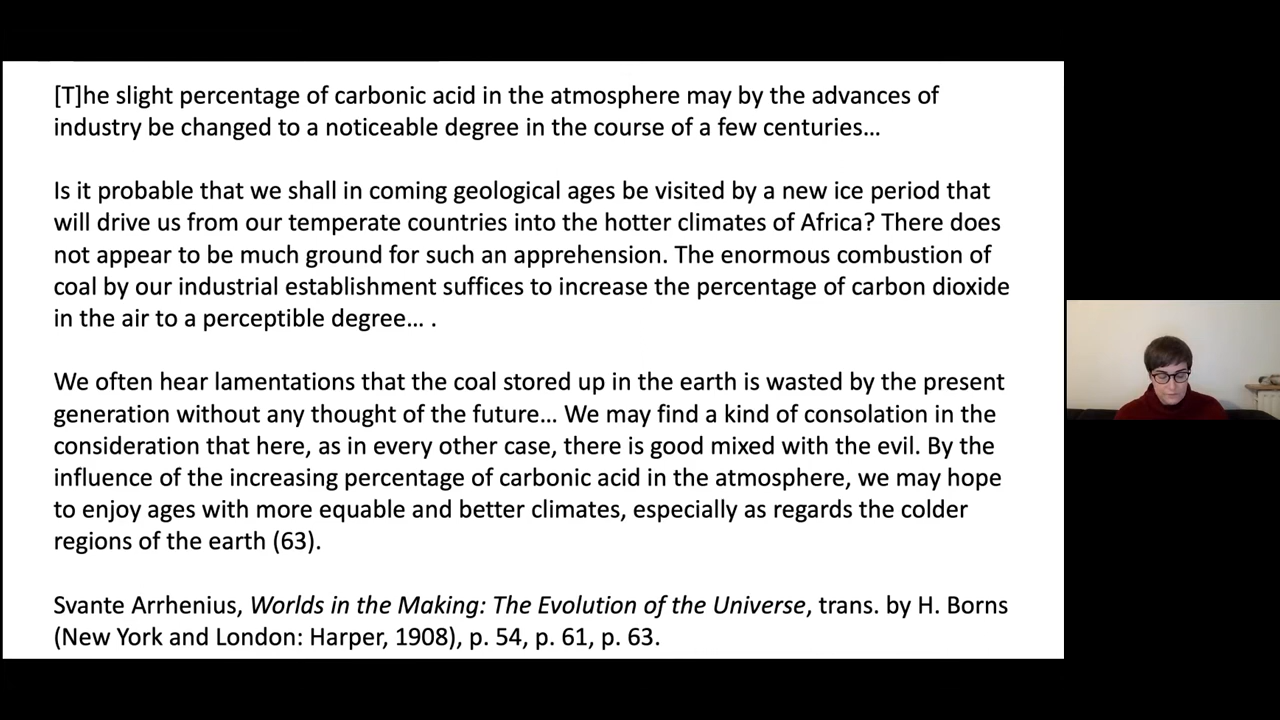 [T]he slight percentage of carbonic acid in the atmosphere may by the advances of
industry be changed to a noticeable degree in the course of a few centuries…
Is it probable that we shall in coming geological ages be visited by a new ice period that
will drive us from our temperate countries into the hotter climates of Africa? There does
not appear to be much ground for such an apprehension. The enormous combustion of
coal by our industrial establishment suffices to increase the percentage of carbon dioxide
in the air to a perceptible degree… .
We often hear lamentations that the coal stored up in the earth is wasted by the present
generation without any thought of the future… We may find a kind of consolation in the
consideration that here, as in every other case, there is good mixed with the evil. By the
influence of the increasing percentage of carbonic acid in the atmosphere, we may hope
to enjoy ages with more equable and better climates, especially as regards the colder
regions of the earth (63).
Svante Arrhenius, Worlds in the Making: The Evolution of the Universe, trans. by H. Borns
(New York and London: Harper, 1908), p. 54, p. 61, p. 63.